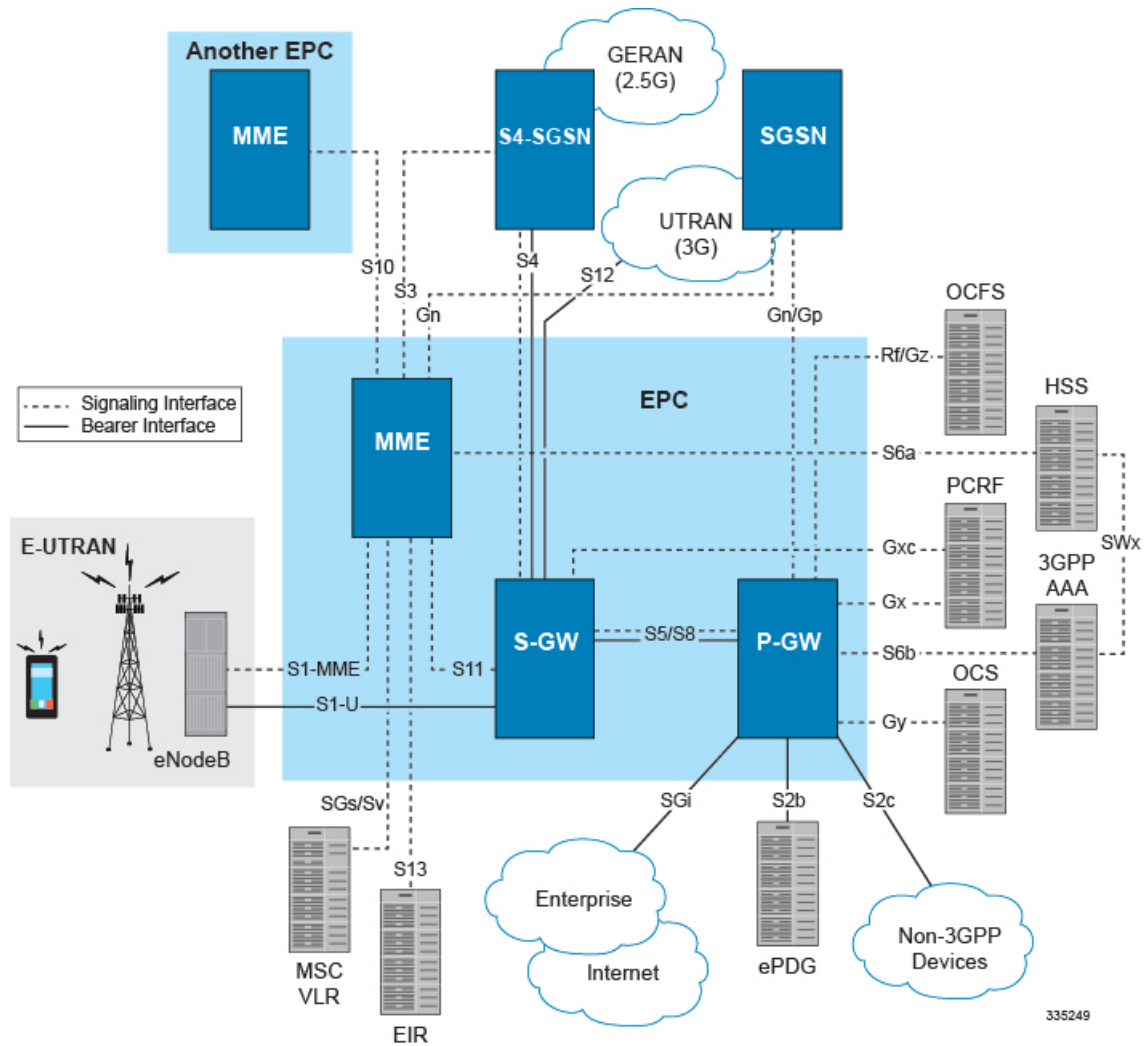 Another EPC
MME
GERAN
(2.5G)
S4-SGSN
SGSN
UTRAN
(3G)
S10
S3
Gn
S4
S12
Gn/Gp
OCFS
Rf/Gz
HSS
Signaling Interface
Bearer Interface
EPC
MME
S6a
PCRF
Gxc
SWx
3GPP
AAA
E-UTRAN
Gx
S-GW
S5/S8
P-GW
S6b
S1-MME
S11
OCS
S1-U
Gy
eNodeB
SGs/Sv
SGi
S2b
S2c
S13
Enterprise
Internet
MSC
VLR
EIR
ePDG
Non-3GPP
Devices
335249